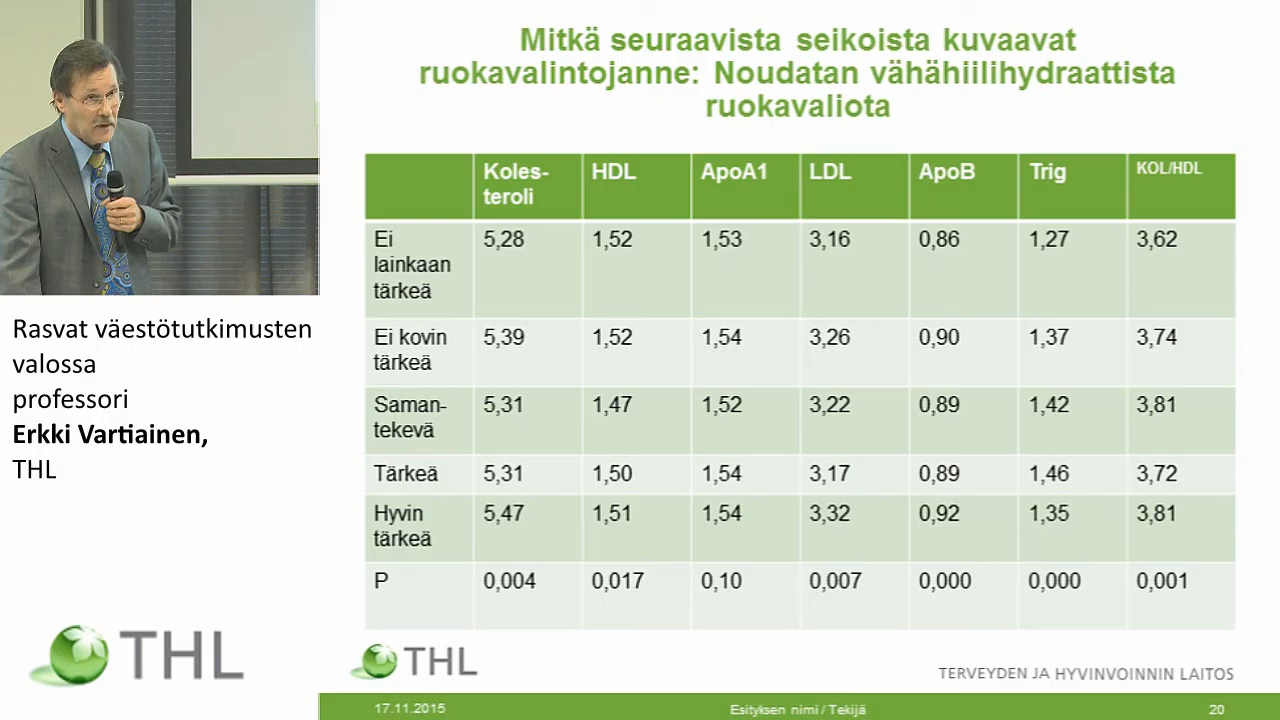 Mitkä seuraavista seikoista kuvaavat
ruokavalintojanne: Noudatan vähähiilihydraattista
ruokavaliota
Koles-
teroli
HDL
ApoA1
LDL
ApoB
Trig
KOL/HDL
Ei
lainkaan
tärkeä
5,28
1,52
1,53
3,16
0,86
1,27
3,62
Ei kovin
tärkeä
5,39
1,52
1,54
3,26
0,90
1,37
3,74
Saman-
tekevä
5,31
1,47
1,52
3,22
0,89
1,42
3,81
Tärkeä
5,31
1,50
1,54
3,17
0,89
1,46
3,72
Hyvin
tärkeä
5,47
1,51
1,54
3,32
0,92
1,35
3,81
P
0,004
0,017
0,10
0,007
0,000
0,000
0,001
Rasvat väestötutkimusten
valossa
professori
Erkki Vartiainen,
THL
THL
THL
TERVEYDEN JA HYVINVOINNIN LAITOS
17.11.2015
Esityksen nimi / Tekijä
20